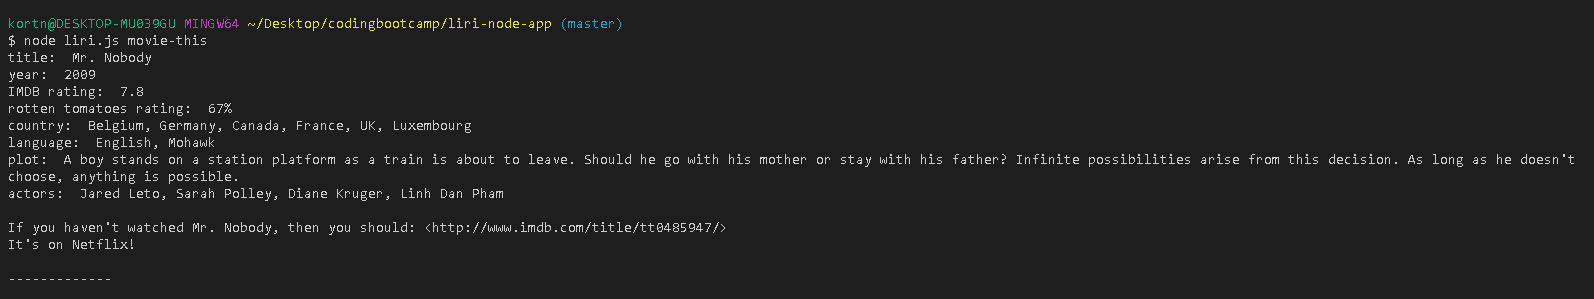 kortn@DESKTOP-MU039GU MINGW64 ~/Desktop/codingbootcamp/liri-node-app (master)
$ node liri.js movie-this
title:  Mr. Nobody
year:  2009
IMDB rating:  7.8
rotten tomatoes rating:  67%
country:  Belgium, Germany, Canada, France, UK, Luxembourg
language:  English, Mohawk
plot:  A boy stands on a station platform as a train is about to leave. Should he go with his mother or stay with his father? Infinite possibilities arise from this decision. As long as he doesn't
choose, anything is possible.
actors:  Jared Leto, Sarah Polley, Diane Kruger, Linh Dan Pham
If you haven't watched Mr. Nobody, then you should: <http://www.imdb.com/title/tt0485947/>
It's on Netflix!
-------------